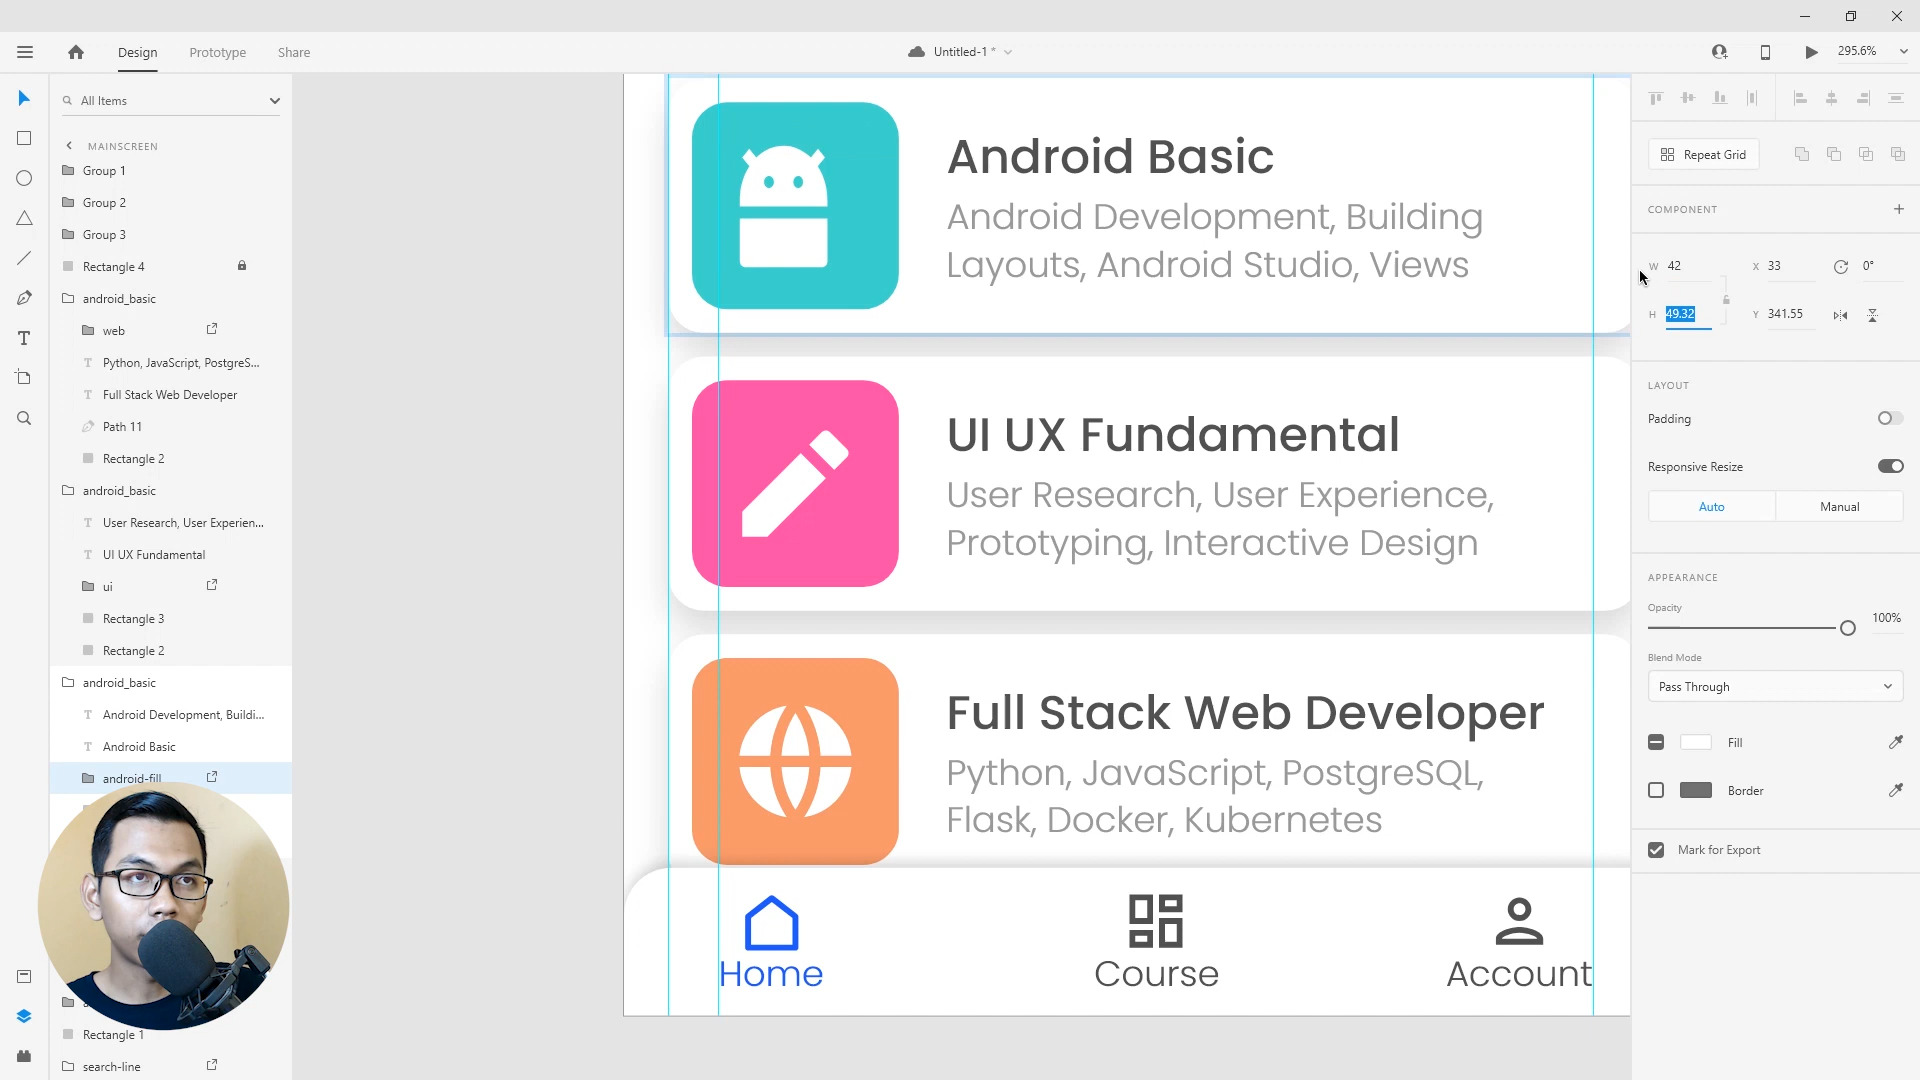 Design
Prototype
Share
Untitled-1 *
295.6%
All Items
MAINSCREEN
Group 1
Group 2
Group 3
Rectangle 4
android_basic
web
Python, JavaScript, PostgreS...
Full Stack Web Developer
Path 11
Rectangle 2
android_basic
User Research, User Experien...
UI UX Fundamental
ui
Rectangle 3
Rectangle 2
android_basic
Android Development, Buildi...
Android Basic
android-fill
Rectangle 1
search-line
Android Basic
Android Development, Building
Layouts, Android Studio, Views
UI UX Fundamental
User Research, User Experience,
Prototyping, Interactive Design
Full Stack Web Developer
Python, JavaScript, PostgreSQL,
Flask, Docker, Kubernetes
Home
Course
Account
Repeat Grid
COMPONENT
W 42
X 33
0°
H 49.32
Y 341.55
LAYOUT
Padding
Responsive Resize
Auto
Manual
APPEARANCE
Opacity
100%
Blend Mode
Pass Through
Fill
Border
Mark for Export